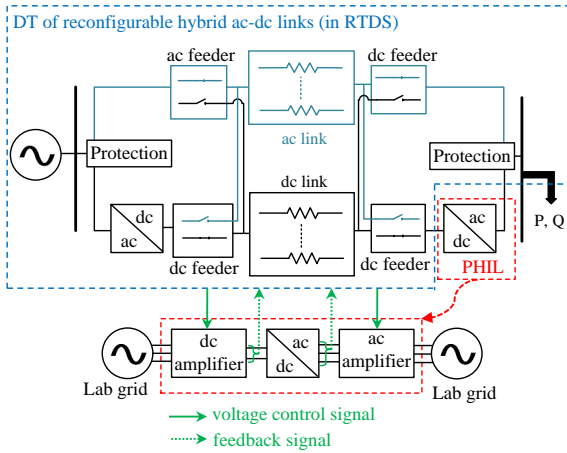 DT of reconfigurable hybrid ac-dc links (in RTDS)
ac feeder
dc feeder
ac link
Protection
Protection
dc link
dc
ac
dc feeder
dc feeder
ac
dc
P, Q
PHIL
dc
amplifier
ac
dc
ac
amplifier
Lab grid
Lab grid
voltage control signal
feedback signal